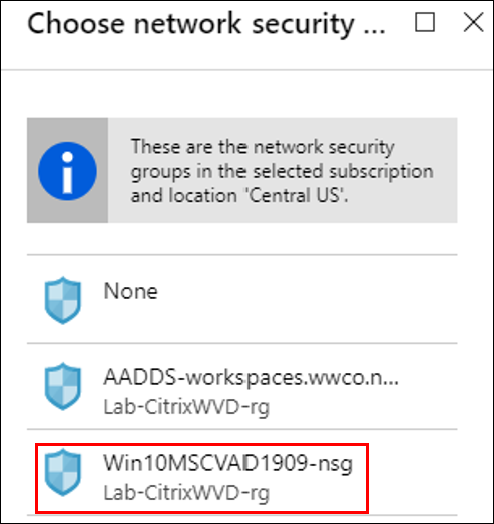 Choose network security ...
These are the network security
groups in the selected subscription
and location 'Central US'.
None
AADDS-workspaces.wwco.n...
Lab-CitrixWVD-rg
Win10MSCVAD1909-nsg
Lab-CitrixWVD-rg